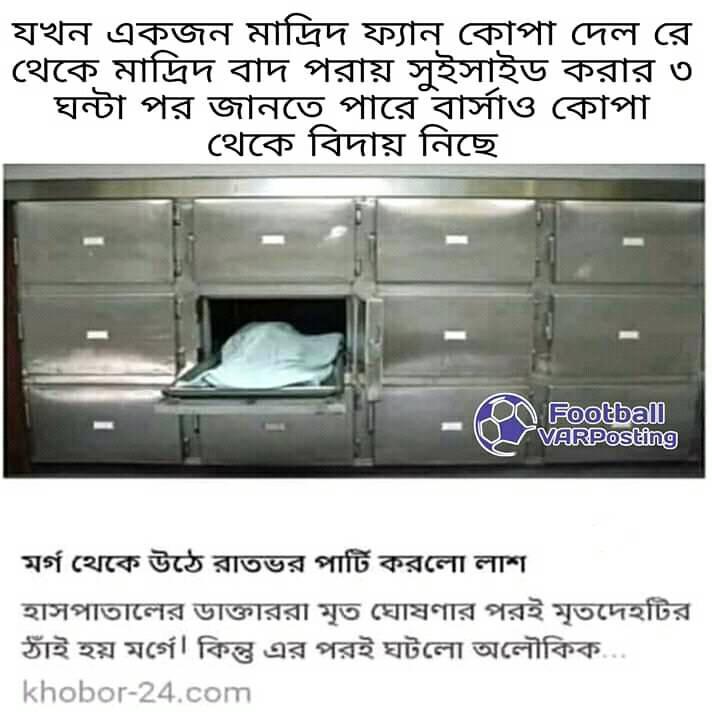 যখন একজন মাদ্রিদ ফ্যান কোপা দেল রে
থেকে মাদ্রিদ বাদ পরায় সুইসাইড করার ৩
ঘন্টা পর জানতে পারে বার্সাও কোপা
থেকে বিদায় নিছে
Football
VARPosting
মর্গ থেকে উঠে রাতভর পার্টি করলো লাশ
হাসপাতালের ডাক্তাররা মৃত ঘোষণার পরই মৃতদেহটির
ঠাঁই হয় মর্গে। কিন্তু এর পরই ঘটলো অলৌকিক...
khobor-24.com